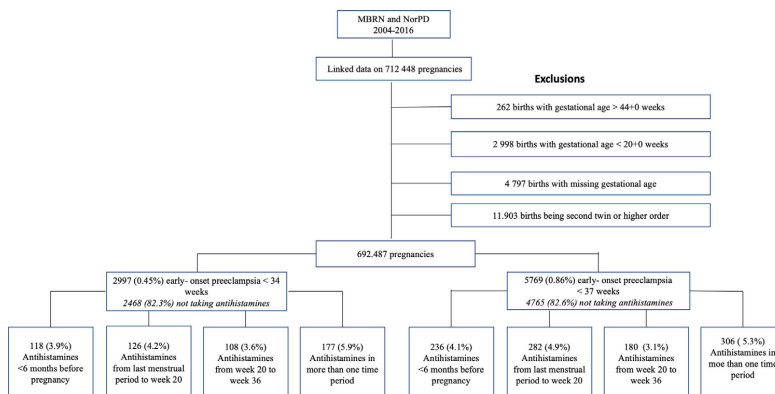 MBRN and NorPD
2004-2016
Linked data on 712 448 pregnancies
Exclusions
262 births with gestational age > 44+0 weeks
2 998 births with gestational age < 20+0 weeks
4 797 births with missing gestational age
11.903 births being second twin or higher order
692.487 pregnancies
2997 (0.45%) early- onset preeclampsia < 34
weeks
2468 (82.3%) not taking antihistamines
5769 (0.86%) early- onset preeclampsia
< 37 weeks
4765 (82.6%) not taking antihistamines
118 (3.9%)
Antihistamines
<6 months before
pregnancy
126 (4.2%)
Antihistamines
from last menstrual
period to week 20
108 (3.6%)
Antihistamines
from week 20 to
week 36
177 (5.9%)
Antihistamines in
more than one time
period
236 (4.1%)
Antihistamines
<6 months before
pregnancy
282 (4.9%)
Antihistamines
from last menstrual
period to week 20
180 (3.1%)
Antihistamines
from week 20 to
week 36
306 ( 5.3%)
Antihistamines in
moe than one time
period